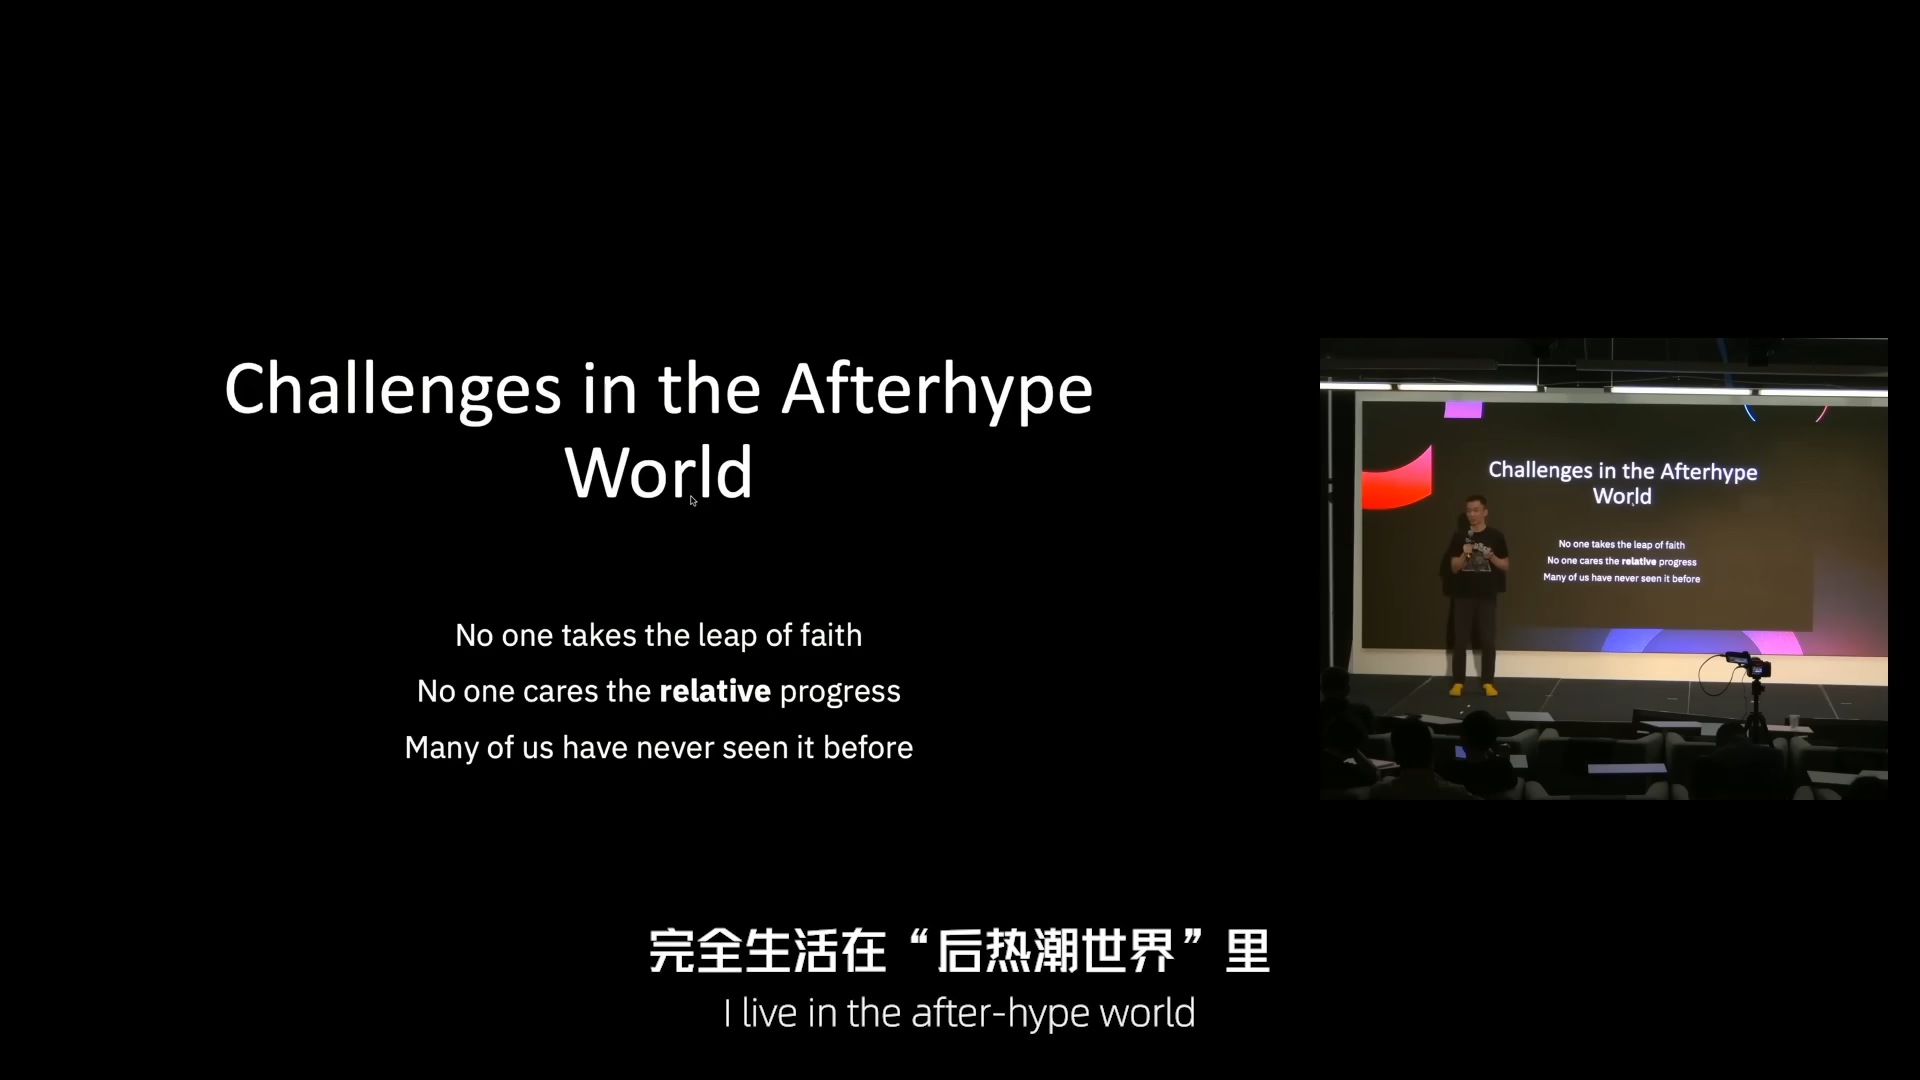 Challenges in the Afterhype
World
No one takes the leap of faith
No one cares the relative progress
Many of us have never seen it before
Challenges in the Afterhype
World
No one takes the leap of faith
No one cares the relative progress
Many of us have never seen it before
完全生活在“后热潮世界”里
I live in the after-hype world